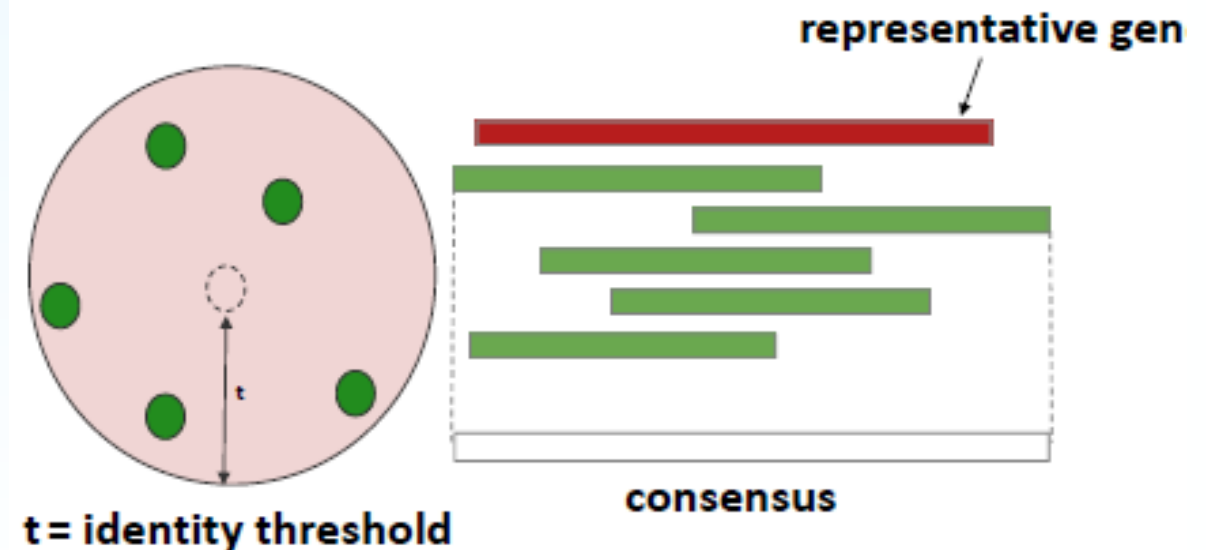 representative gen
t
t = identity threshold
consensus